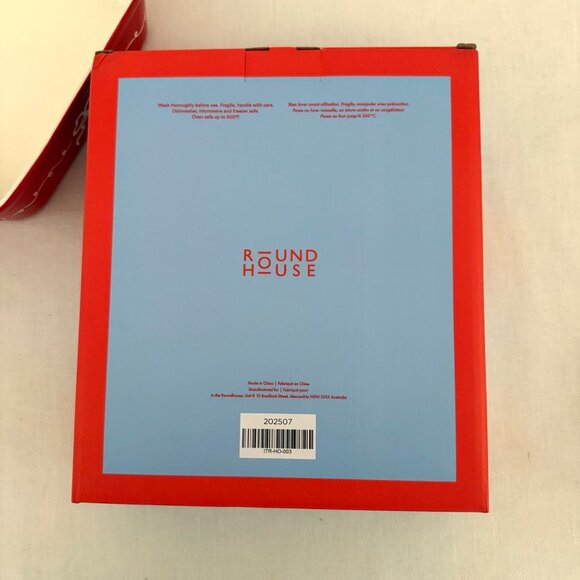 Wash thoroughly before use. Fragile, handle with care.
Dishwasher, microwave and freezer safe.
Oven safe up to 500°F.
Bien laver avant utilisation. Fragile, manipuler avec précaution.
Passe au lave-vaisselle, au micro-ondes et au congélateur
Passe au four jusqu'à 260°C.
ROUND
HOUSE
Made in China | Fabriqué en Chine
Manufactured for | Fabriqué pour:
In the Roundhouse, Unit 8 10 Bradford Street, Alexandria NSW 2015 Australia
202507
ITR-HO-003